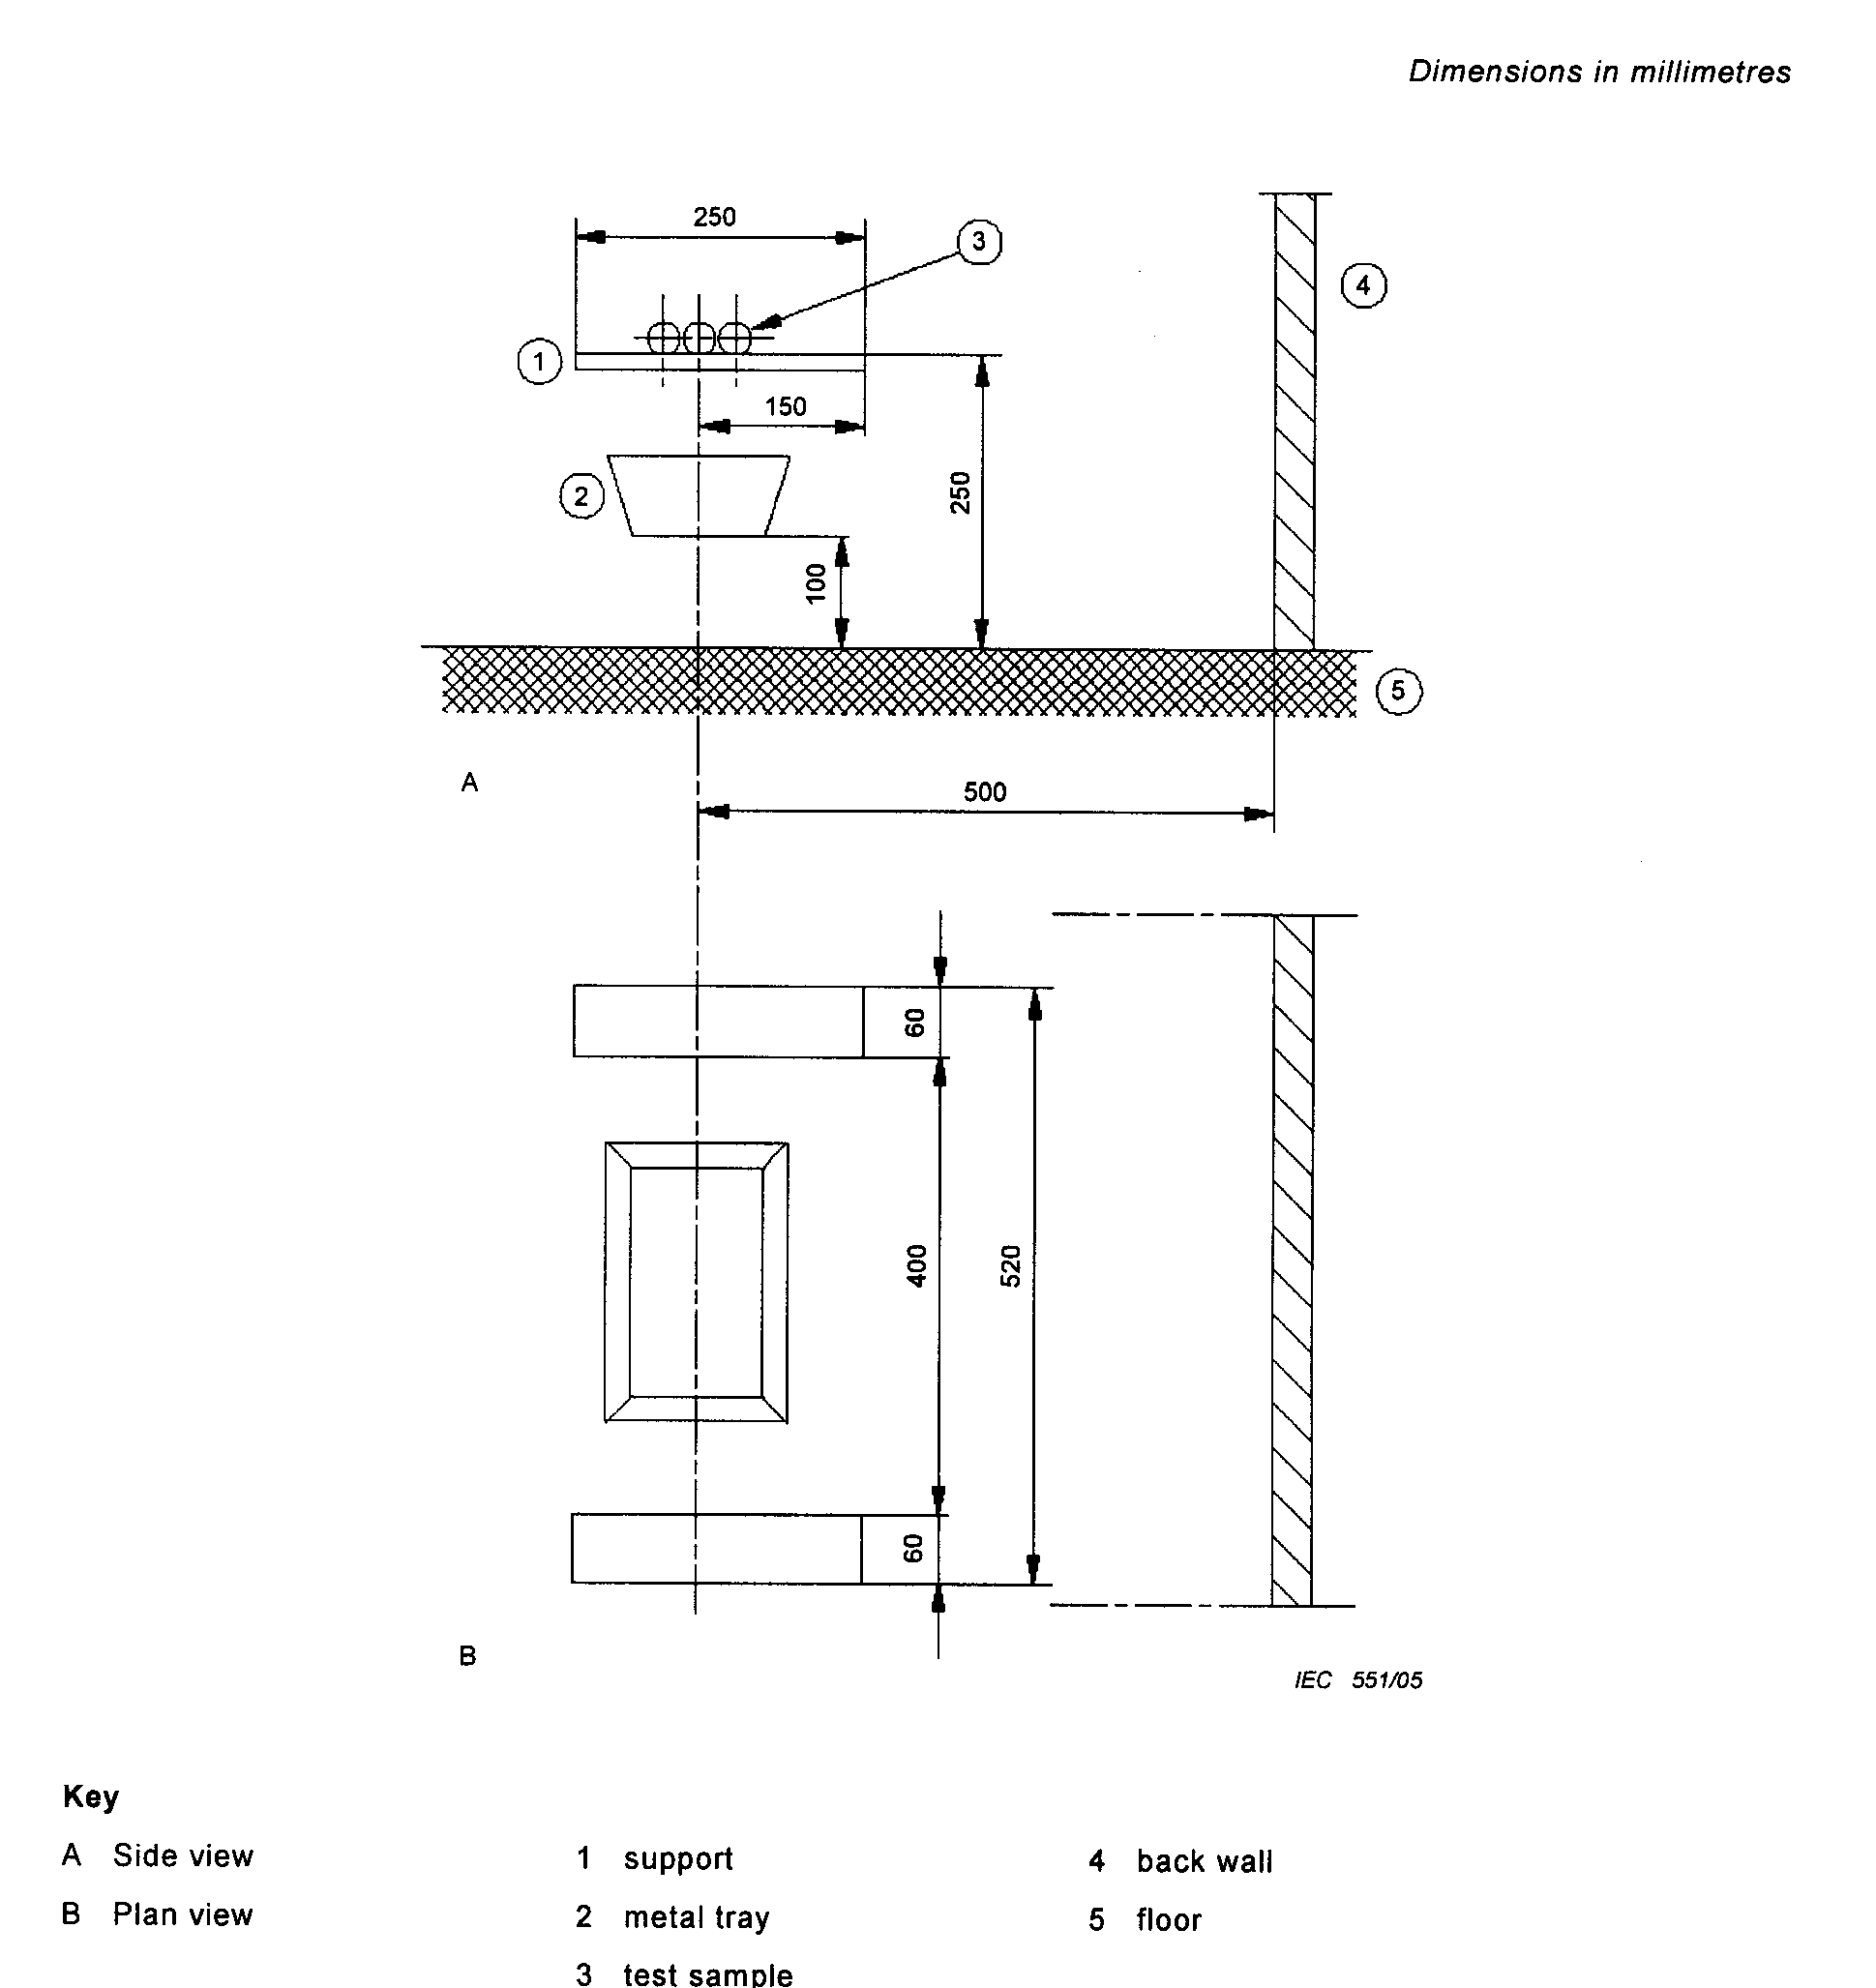 Dimensions in millimetres
250
3
4
1
150
2
250
100
5
A
500
60
400
520
60
B
IEC 551/05
Key
A Side view
1 support
4 back wall
B Plan view
2 metal tray
5 floor
3 test sample